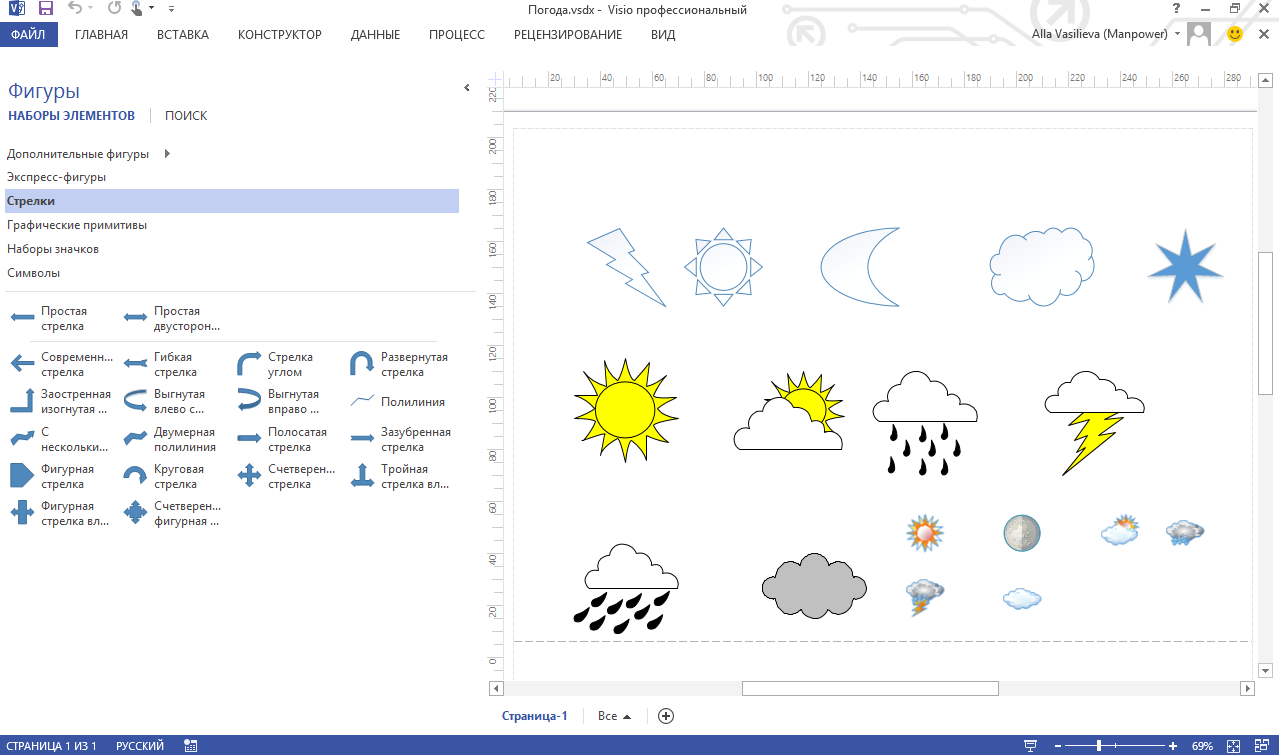 Погода.vsdx - Visio профессиональный
ФАЙЛ ГЛАВНАЯ ВСТАВКА КОНСТРУКТОР ДАННЫЕ ПРОЦЕСС РЕЦЕНЗИРОВАНИЕ ВИД Alla Vasilieva (Manpower)
Фигуры
НАБОРЫ ЭЛЕМЕНТОВ ПОИСК
Дополнительные фигуры
Экспресс-фигуры
Стрелки
Графические примитивы
Наборы значков
Символы
Простая стрелка
Простая двусторон...
Современн... стрелка
Гибкая стрелка
Стрелка углом
Развернутая стрелка
Заостренная изогнутая ...
Выгнутая влево с...
Выгнутая вправо ...
Полилиния
С нескольки...
Двумерная полилиния
Полосатая стрелка
Зазубренная стрелка
Фигурная стрелка
Круговая стрелка
Счетверен... стрелка
Тройная стрелка вл...
Фигурная стрелка вл...
Счетверен... фигурная ...
20 40 60 80 100 120 140 160 180 200 220 240 260 280
220
200
180
160
140
120
100
80
60
40
20
0
Страница-1 Все
СТРАНИЦА 1 ИЗ 1 РУССКИЙ 69%